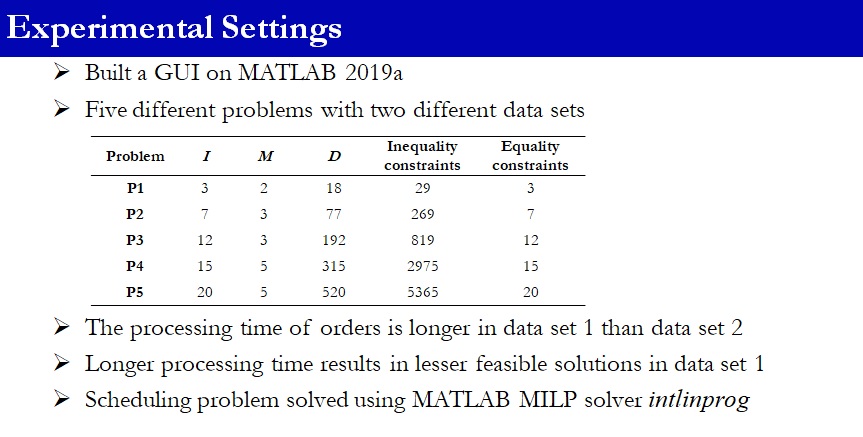 Experimental Settings
➢ Built a GUI on MATLAB 2019a
➢ Five different problems with two different data sets
Problem I M D Inequality constraints Equality constraints
P1 3 2 18 29 3
P2 7 3 77 269 7
P3 12 3 192 819 12
P4 15 5 315 2975 15
P5 20 5 520 5365 20
➢ The processing time of orders is longer in data set 1 than data set 2
➢ Longer processing time results in lesser feasible solutions in data set 1
➢ Scheduling problem solved using MATLAB MILP solver intlinprog